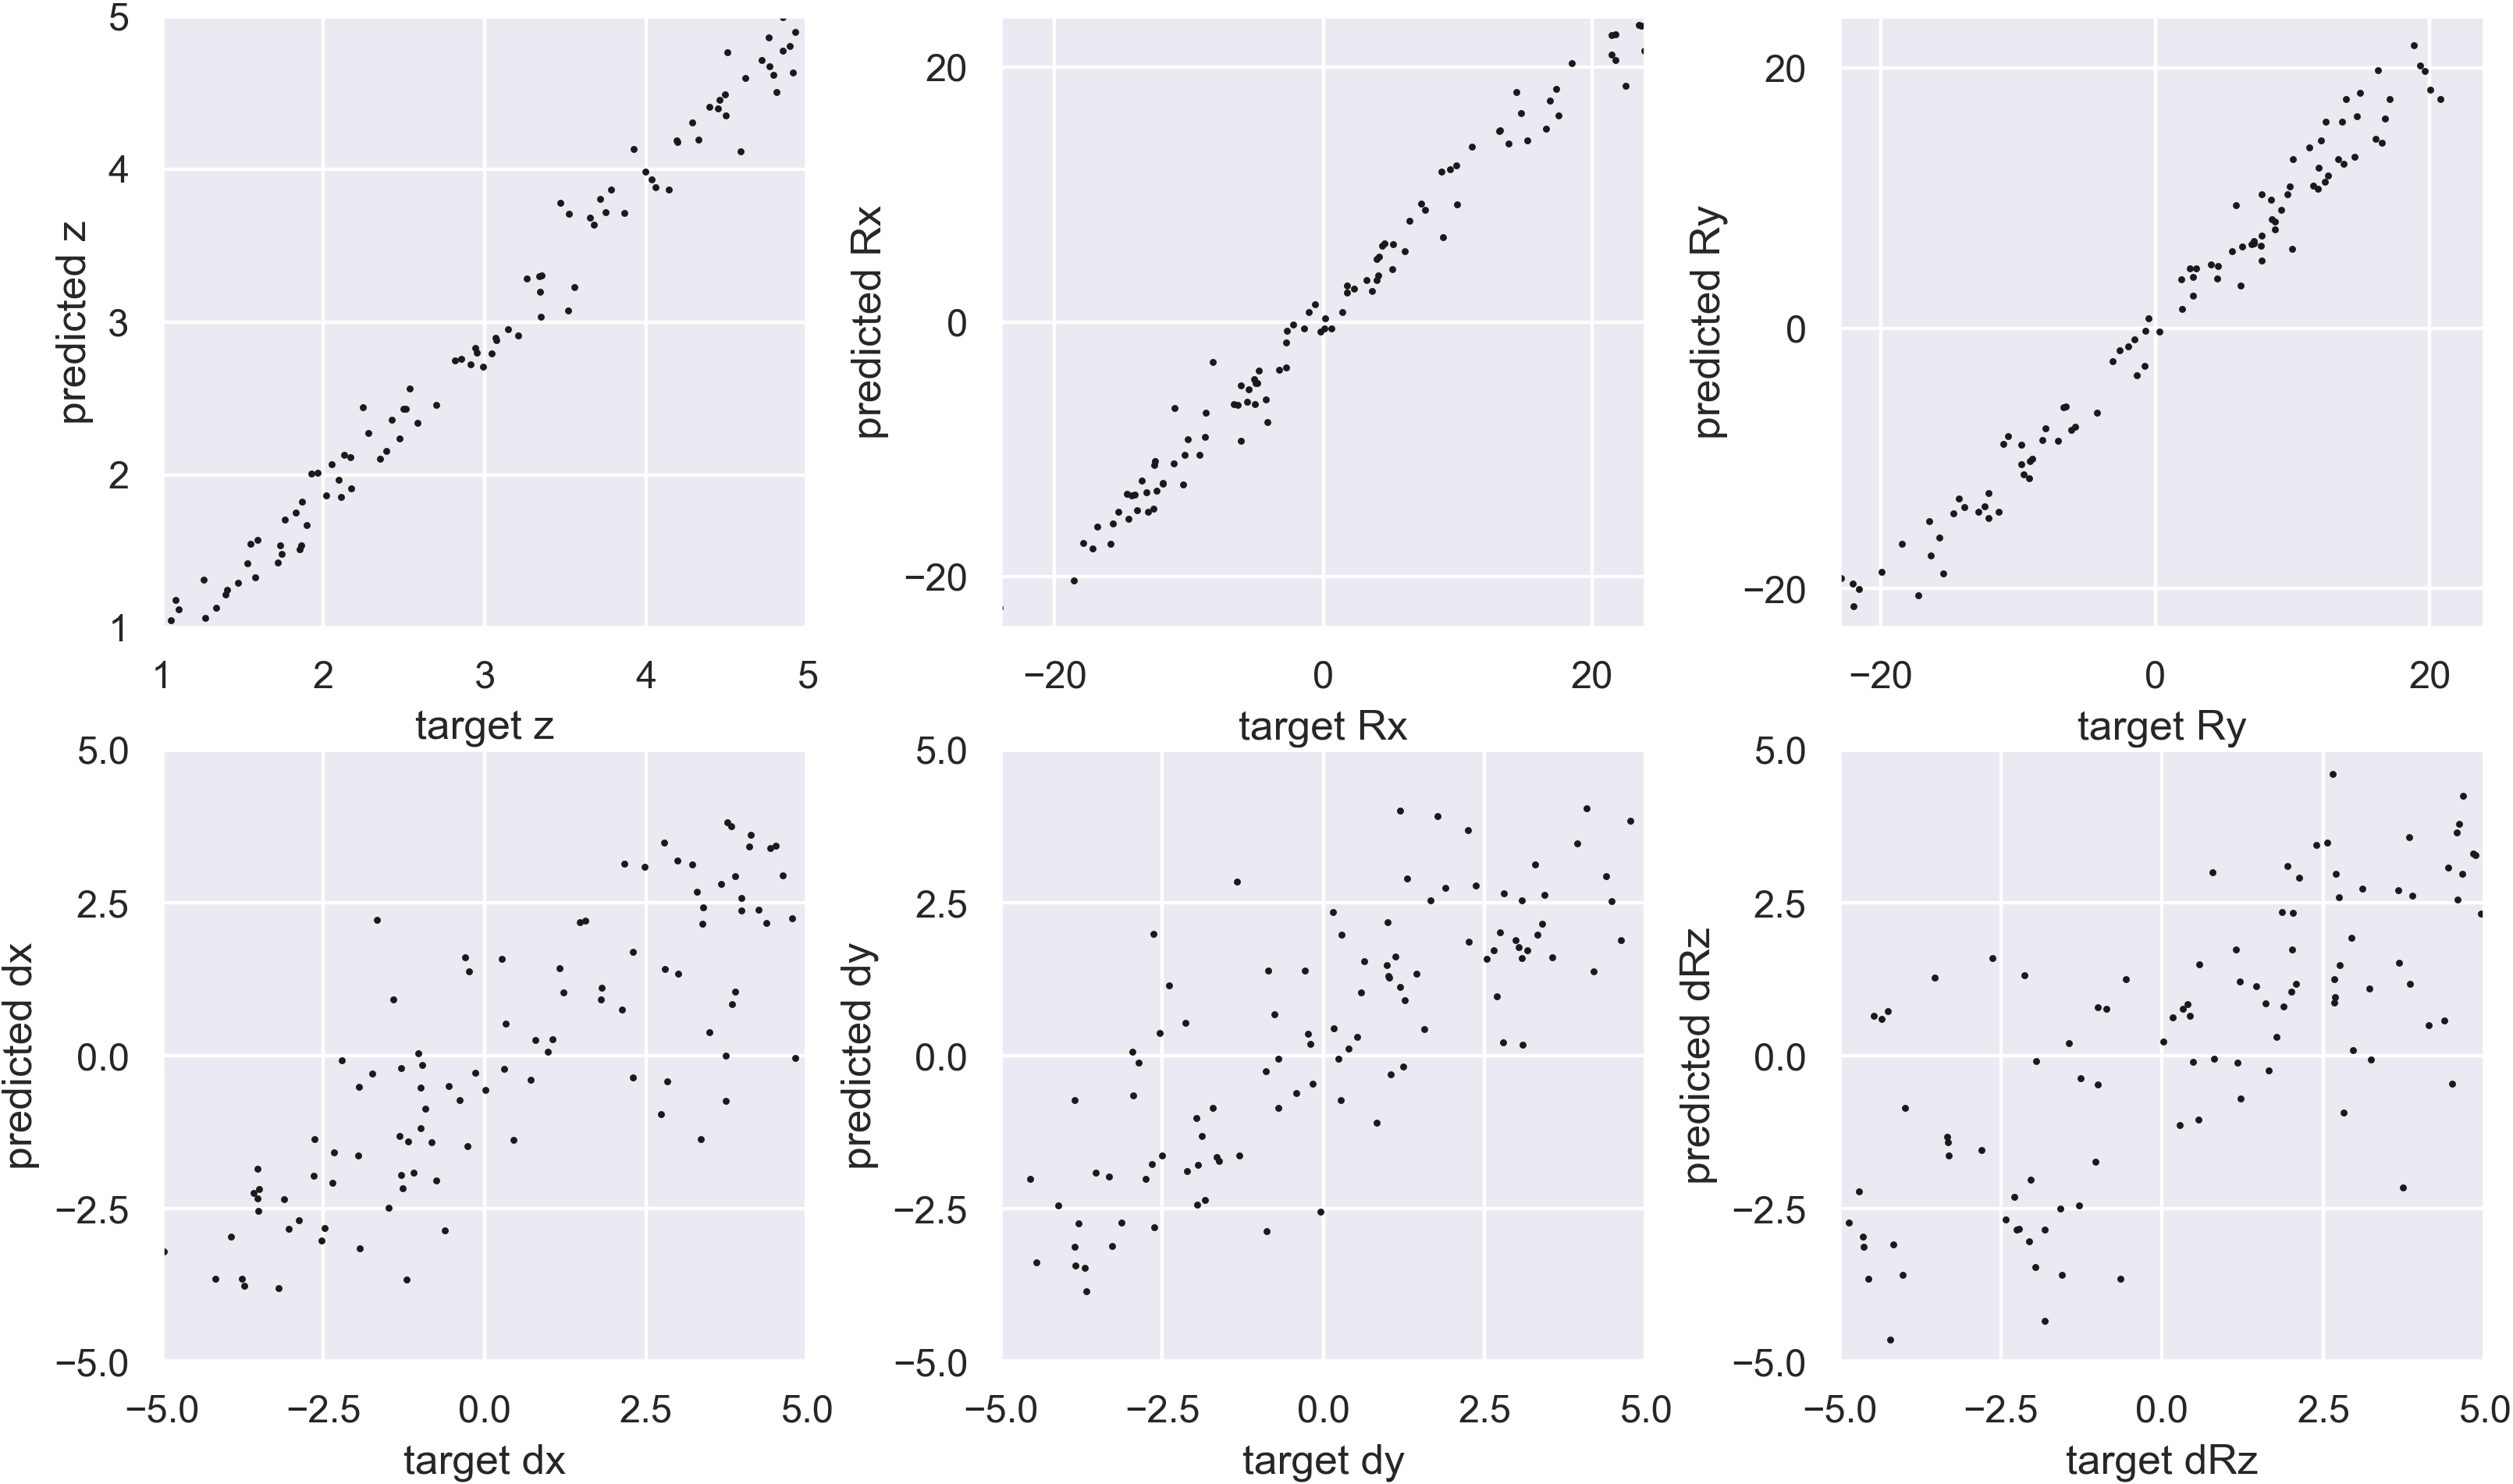 5
4
predicted z
3
2
1
1 2 3 4 5
target z
20
predicted Rx
0
−20
−20 0 20
target Rx
20
predicted Ry
0
−20
−20 0 20
target Ry
5.0
2.5
predicted dx
0.0
−2.5
−5.0
−5.0 −2.5 0.0 2.5 5.0
target dx
5.0
2.5
predicted dy
0.0
−2.5
−5.0
−5.0 −2.5 0.0 2.5 5.0
target dy
5.0
2.5
predicted dRz
0.0
−2.5
−5.0
−5.0 −2.5 0.0 2.5 5.0
target dRz